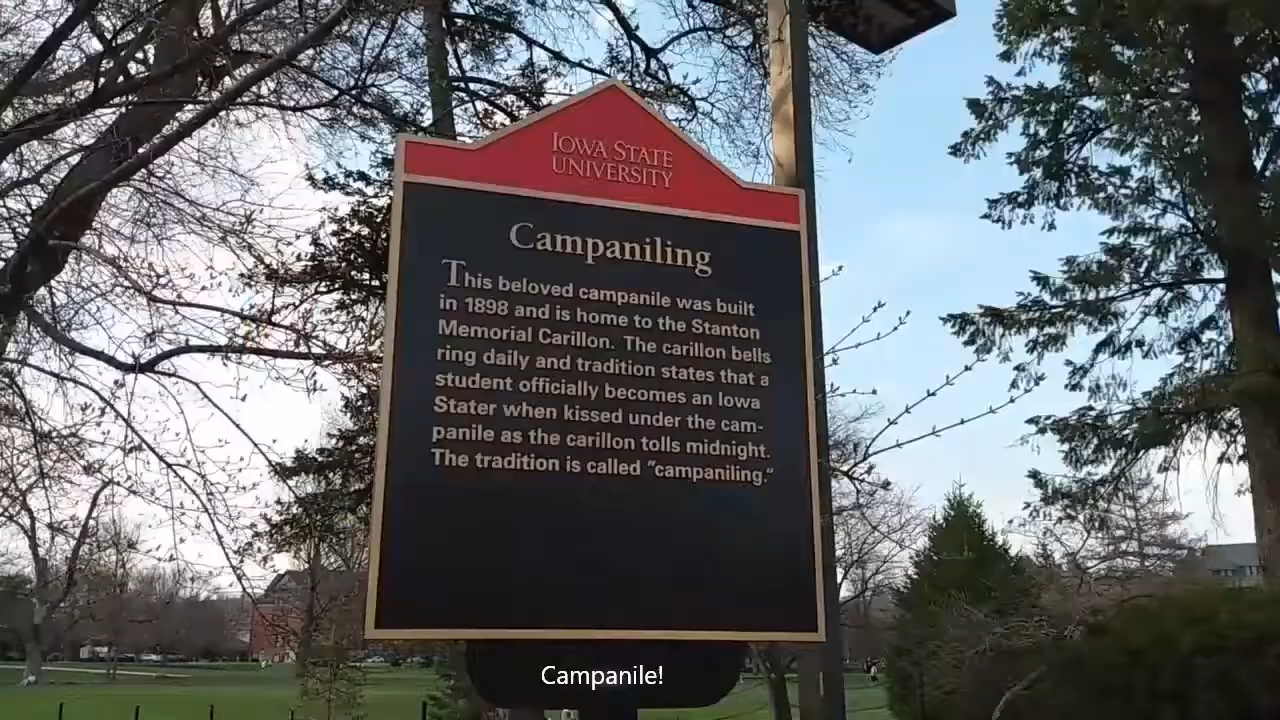 IOWA STATE
UNIVERSITY
Campaniling
This beloved campanile was built
in 1898 and is home to the Stanton
Memorial Carillon. The carillon bells
ring daily and tradition states that a
student officially becomes an Iowa
Stater when kissed under the cam-
panile as the carillon tolls midnight.
The tradition is called “campaniling.“
Campanile!